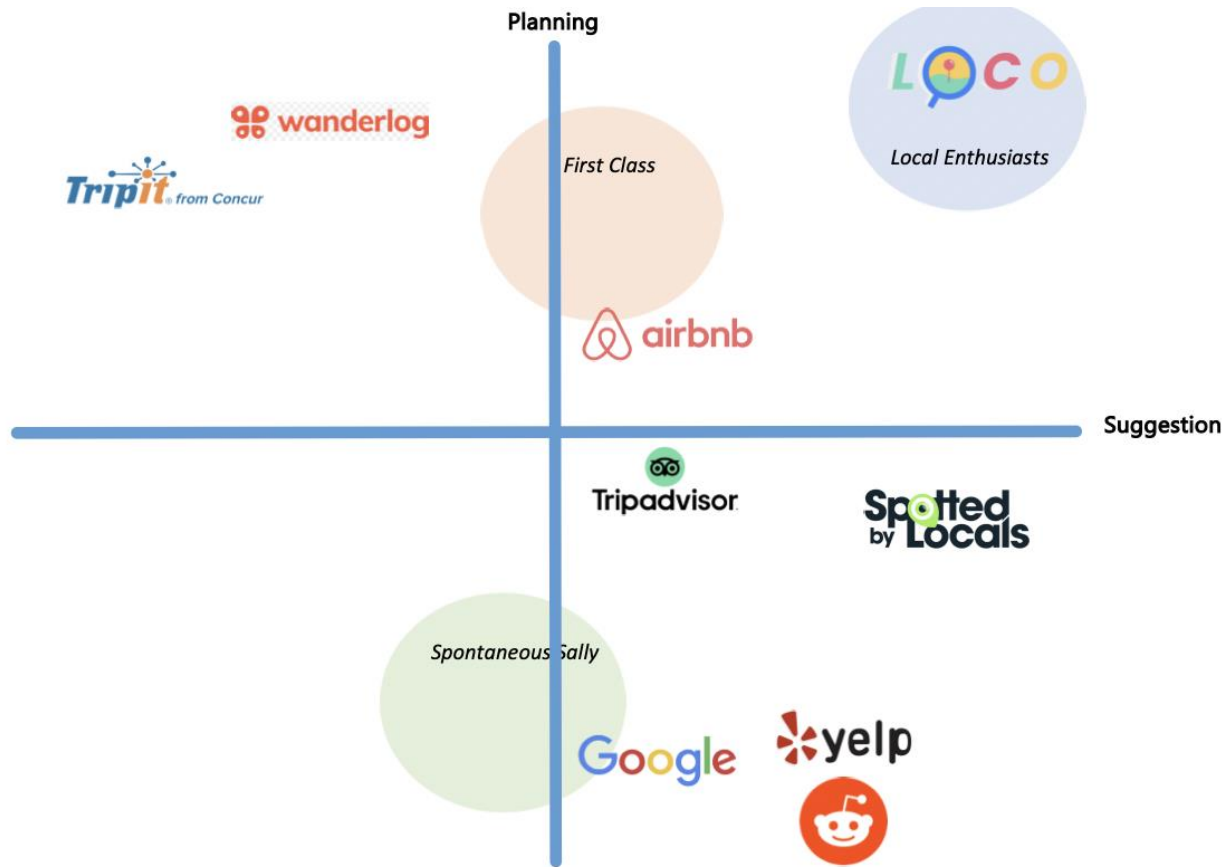 Planning
LOCO
wanderlog
First Class
Local Enthusiasts
Tripit® from Concur
airbnb
Suggestion
Tripadvisor
Spotted
by Locals
Spontaneous Sally
Google
yelp